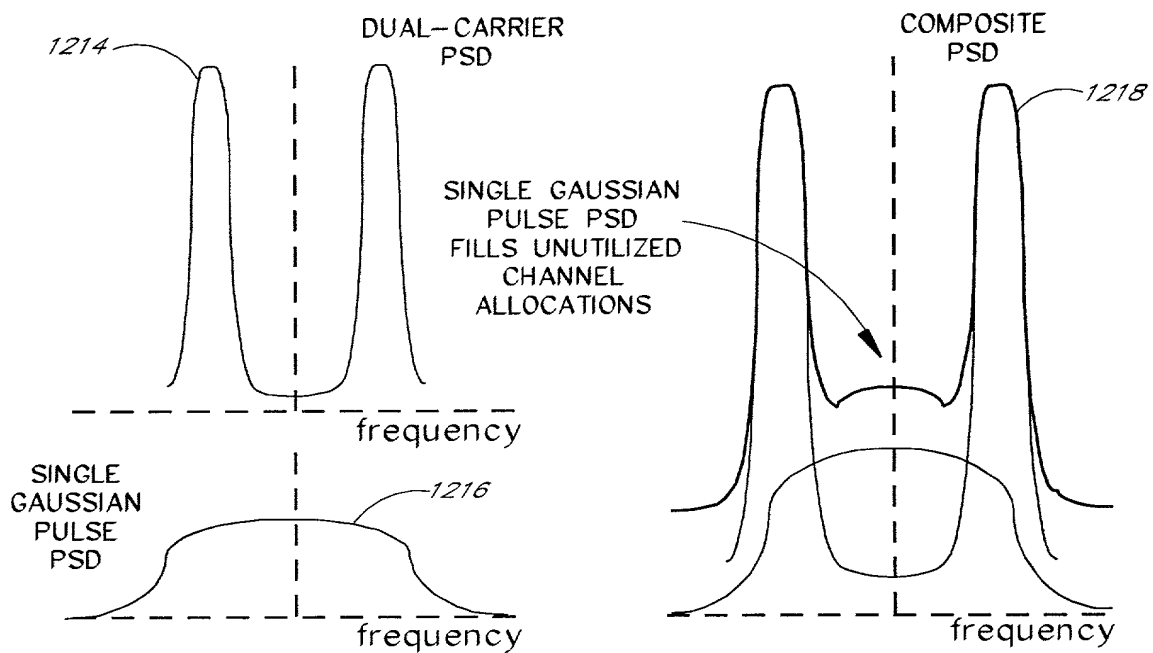 1214
DUAL-CARRIER
PSD
frequency
SINGLE
GAUSSIAN
PULSE
PSD
1216
frequency
COMPOSITE
PSD
1218
SINGLE GAUSSIAN
PULSE PSD
FILLS UNUTILIZED
CHANNEL
ALLOCATIONS
frequency